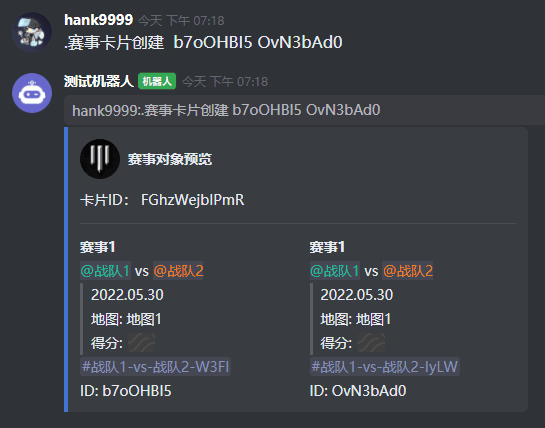 hank9999 今天 下午 07:18
.赛事卡片创建 b7oOHBI5 OvN3bAd0
测试机器人 机器人 今天 下午 07:18
hank9999:.赛事卡片创建 b7oOHBI5 OvN3bAd0
赛事对象预览
卡片ID： FGhzWejbIPmR
赛事1
@战队1 vs @战队2
2022.05.30
地图: 地图1
得分:
#战队1-vs-战队2-W3FI
ID: b7oOHBI5
赛事1
@战队1 vs @战队2
2022.05.30
地图: 地图1
得分:
#战队1-vs-战队2-IyLW
ID: OvN3bAd0